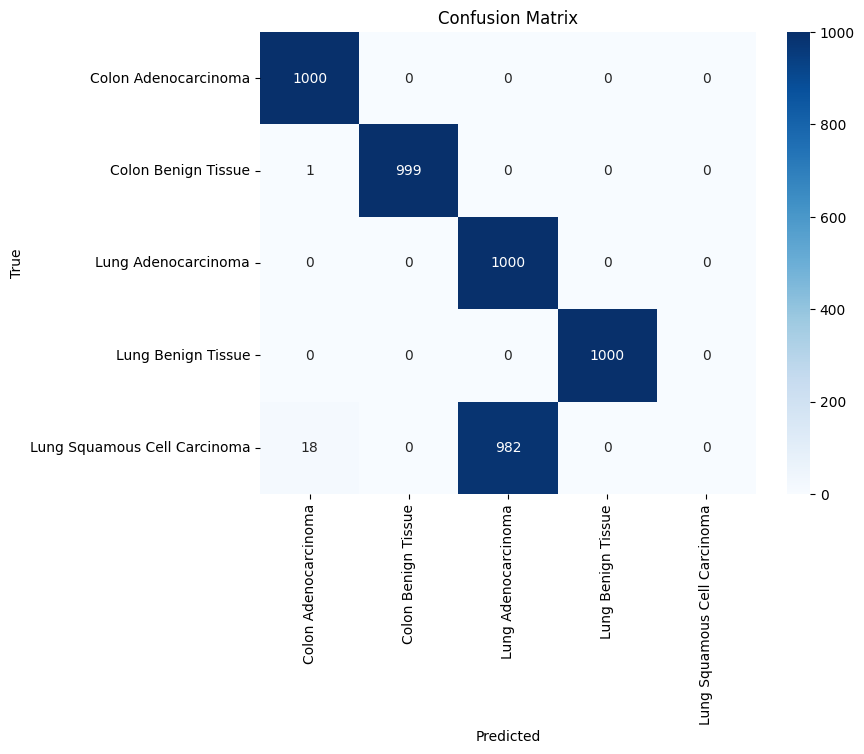 Confusion Matrix
True
Colon Adenocarcinoma 1000 0 0 0 0
Colon Benign Tissue 1 999 0 0 0
Lung Adenocarcinoma 0 0 1000 0 0
Lung Benign Tissue 0 0 0 1000 0
Lung Squamous Cell Carcinoma 18 0 982 0 0
Colon Adenocarcinoma
Colon Benign Tissue
Lung Adenocarcinoma
Lung Benign Tissue
Lung Squamous Cell Carcinoma
Predicted
1000
800
600
400
200
0